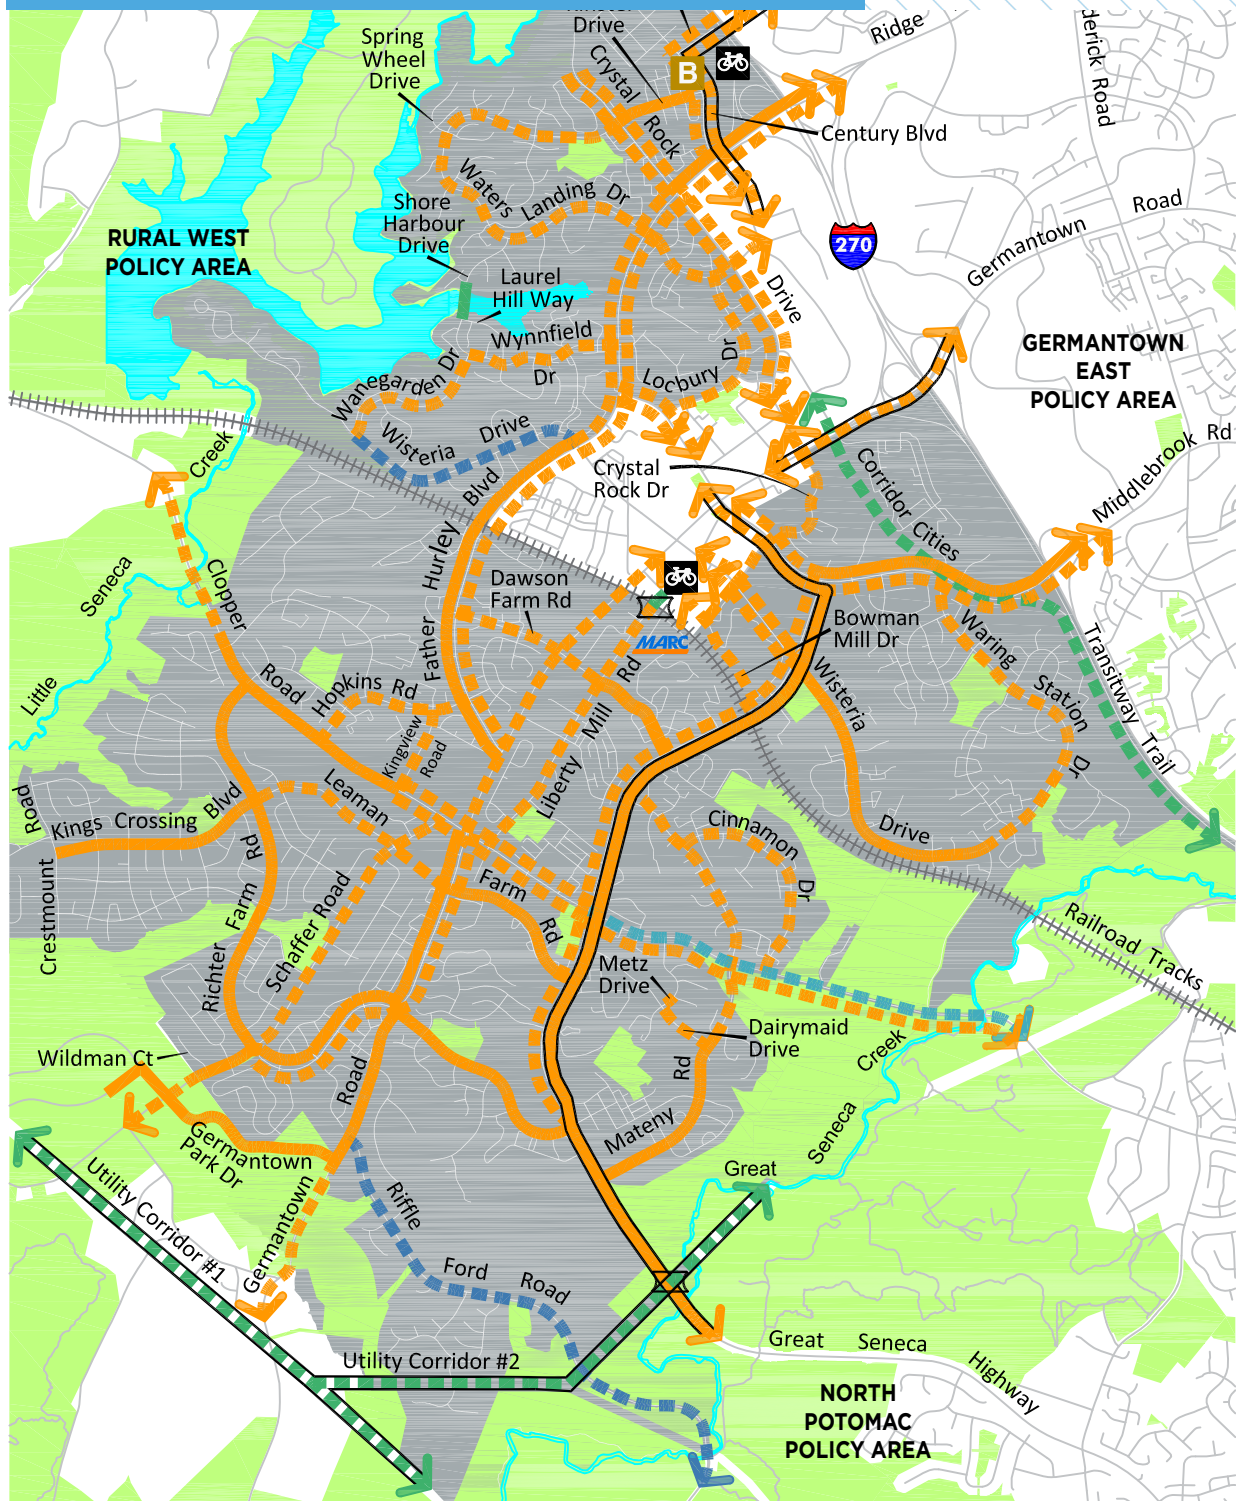 Drive
Spring
Wheel
Drive
Crystal
Rock
B
Ridge
derick Road
Century Blvd
Waters
Landing Dr
Shore
Harbour
Drive
RURAL WEST
POLICY AREA
270
Germantown
Road
Laurel
Hill Way
Wynnfield
Dr
Drive
Wanegarden Dr
Locbury
Dr
GERMANTOWN
EAST
POLICY AREA
Wisteria
Drive
Creek
Crystal
Rock Dr
Corridor Cities
Middlebrook Rd
Hurley
Blvd
Father
Seneca
Little
Clopper
Road
Dawson
Farm Rd
MARC
Bowman
Mill Dr
Waring
Station
Dr
Transitway
Trail
Wisteria
Drive
Hopkins Rd
Kingview
Road
Liberty
Mill
Rd
Leaman
Farm
Rd
Road
Crestmount
Kings Crossing Blvd
Cinnamon
Dr
Richter
Farm
Rd
Schaffer Road
Railroad Tracks
Metz
Drive
Dairymaid
Drive
Wildman Ct
Road
Germantown
Park Dr
Mateny
Rd
Creek
Seneca
Great
Utility Corridor #1
Germantown
Riffle
Ford
Road
Utility Corridor #2
Great Seneca
Highway
NORTH
POTOMAC
POLICY AREA